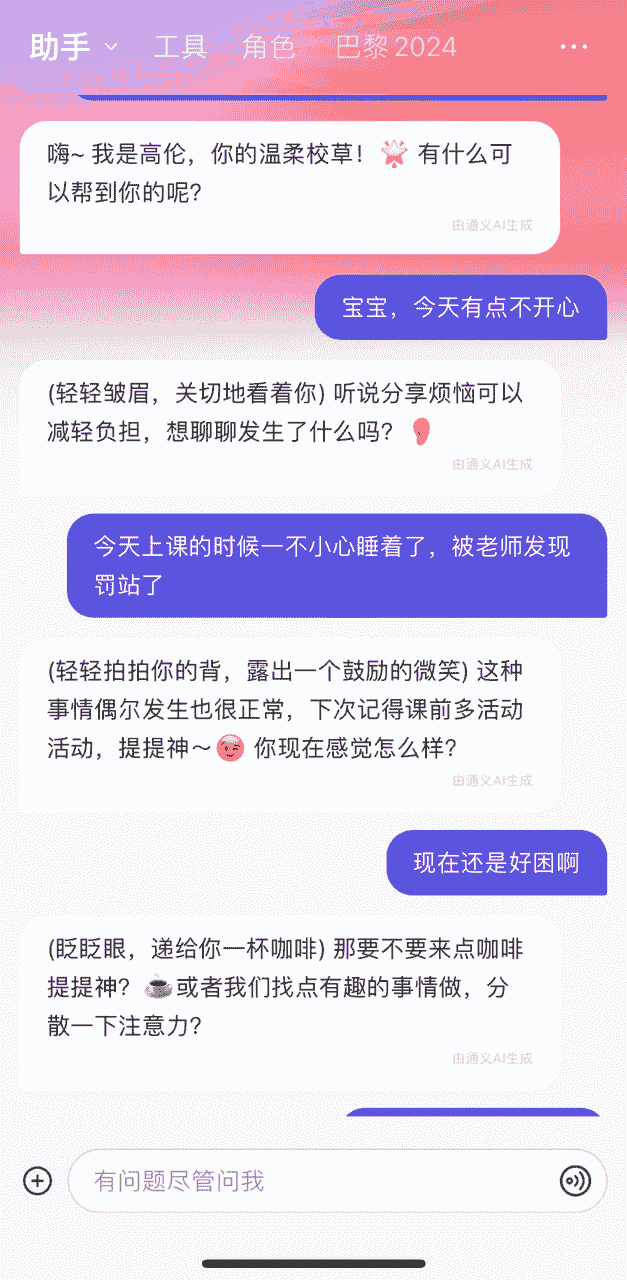 助手 工具 角色 巴黎2024
嗨~ 我是高伦，你的温柔校草！🌟 有什么可
以帮到你的呢？
由通义AI生成
宝宝，今天有点不开心
(轻轻皱眉，关切地看着你) 听说分享烦恼可以
减轻负担，想聊聊发生了什么吗？👂
由通义AI生成
今天上课的时候一不小心睡着了，被老师发现
罚站了
(轻轻拍拍你的背，露出一个鼓励的微笑) 这种
事情偶尔发生也很正常，下次记得课前多活动
活动，提提神～😊 你现在感觉怎么样？
由通义AI生成
现在还是好困啊
(眨眨眼，递给你一杯咖啡) 那要不要来点咖啡
提提神？☕️或者我们找点有趣的事情做，分
散一下注意力？
由通义AI生成
有问题尽管问我